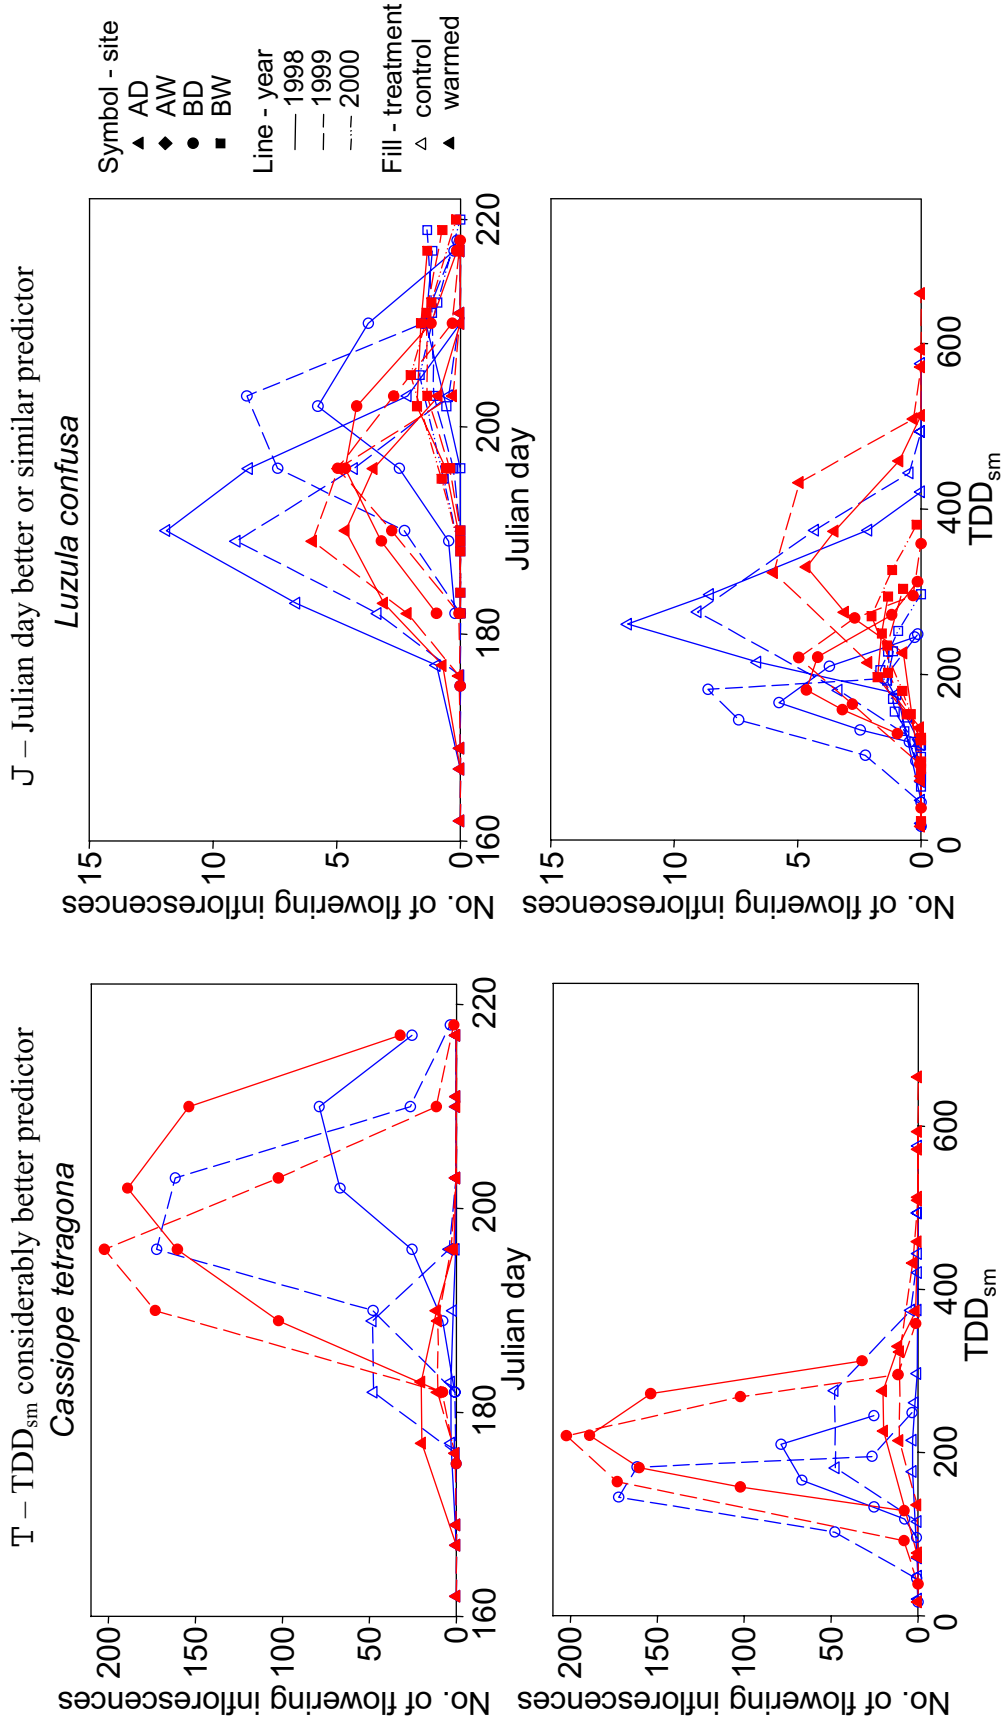 T – TDDsm considerably better predictor
Cassiope tetragona
No. of flowering inflorescences
200
150
100
50
0
160
180
200
220
Julian day
No. of flowering inflorescences
200
150
100
50
0
0
200
400
600
TDDsm
J – Julian day better or similar predictor
Luzula confusa
No. of flowering inflorescences
15
10
5
0
160
180
200
220
Julian day
No. of flowering inflorescences
15
10
5
0
0
200
400
600
TDDsm
Symbol - site
AD
AW
BD
BW
Line - year
1998
1999
2000
Fill - treatment
control
warmed